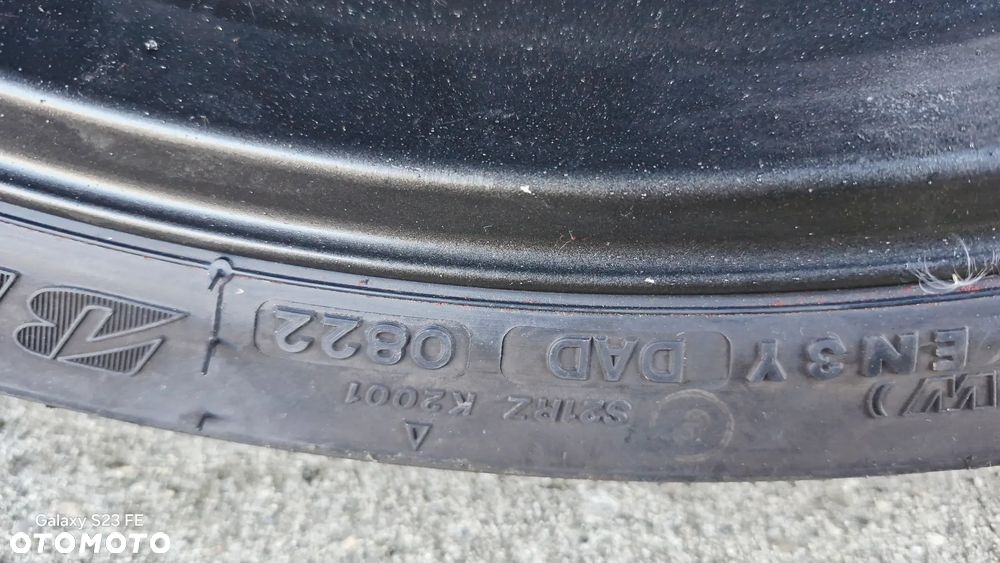 EN3Y DAD 0822
S21RZ K2001
Galaxy S23 FE
OTOMOTO